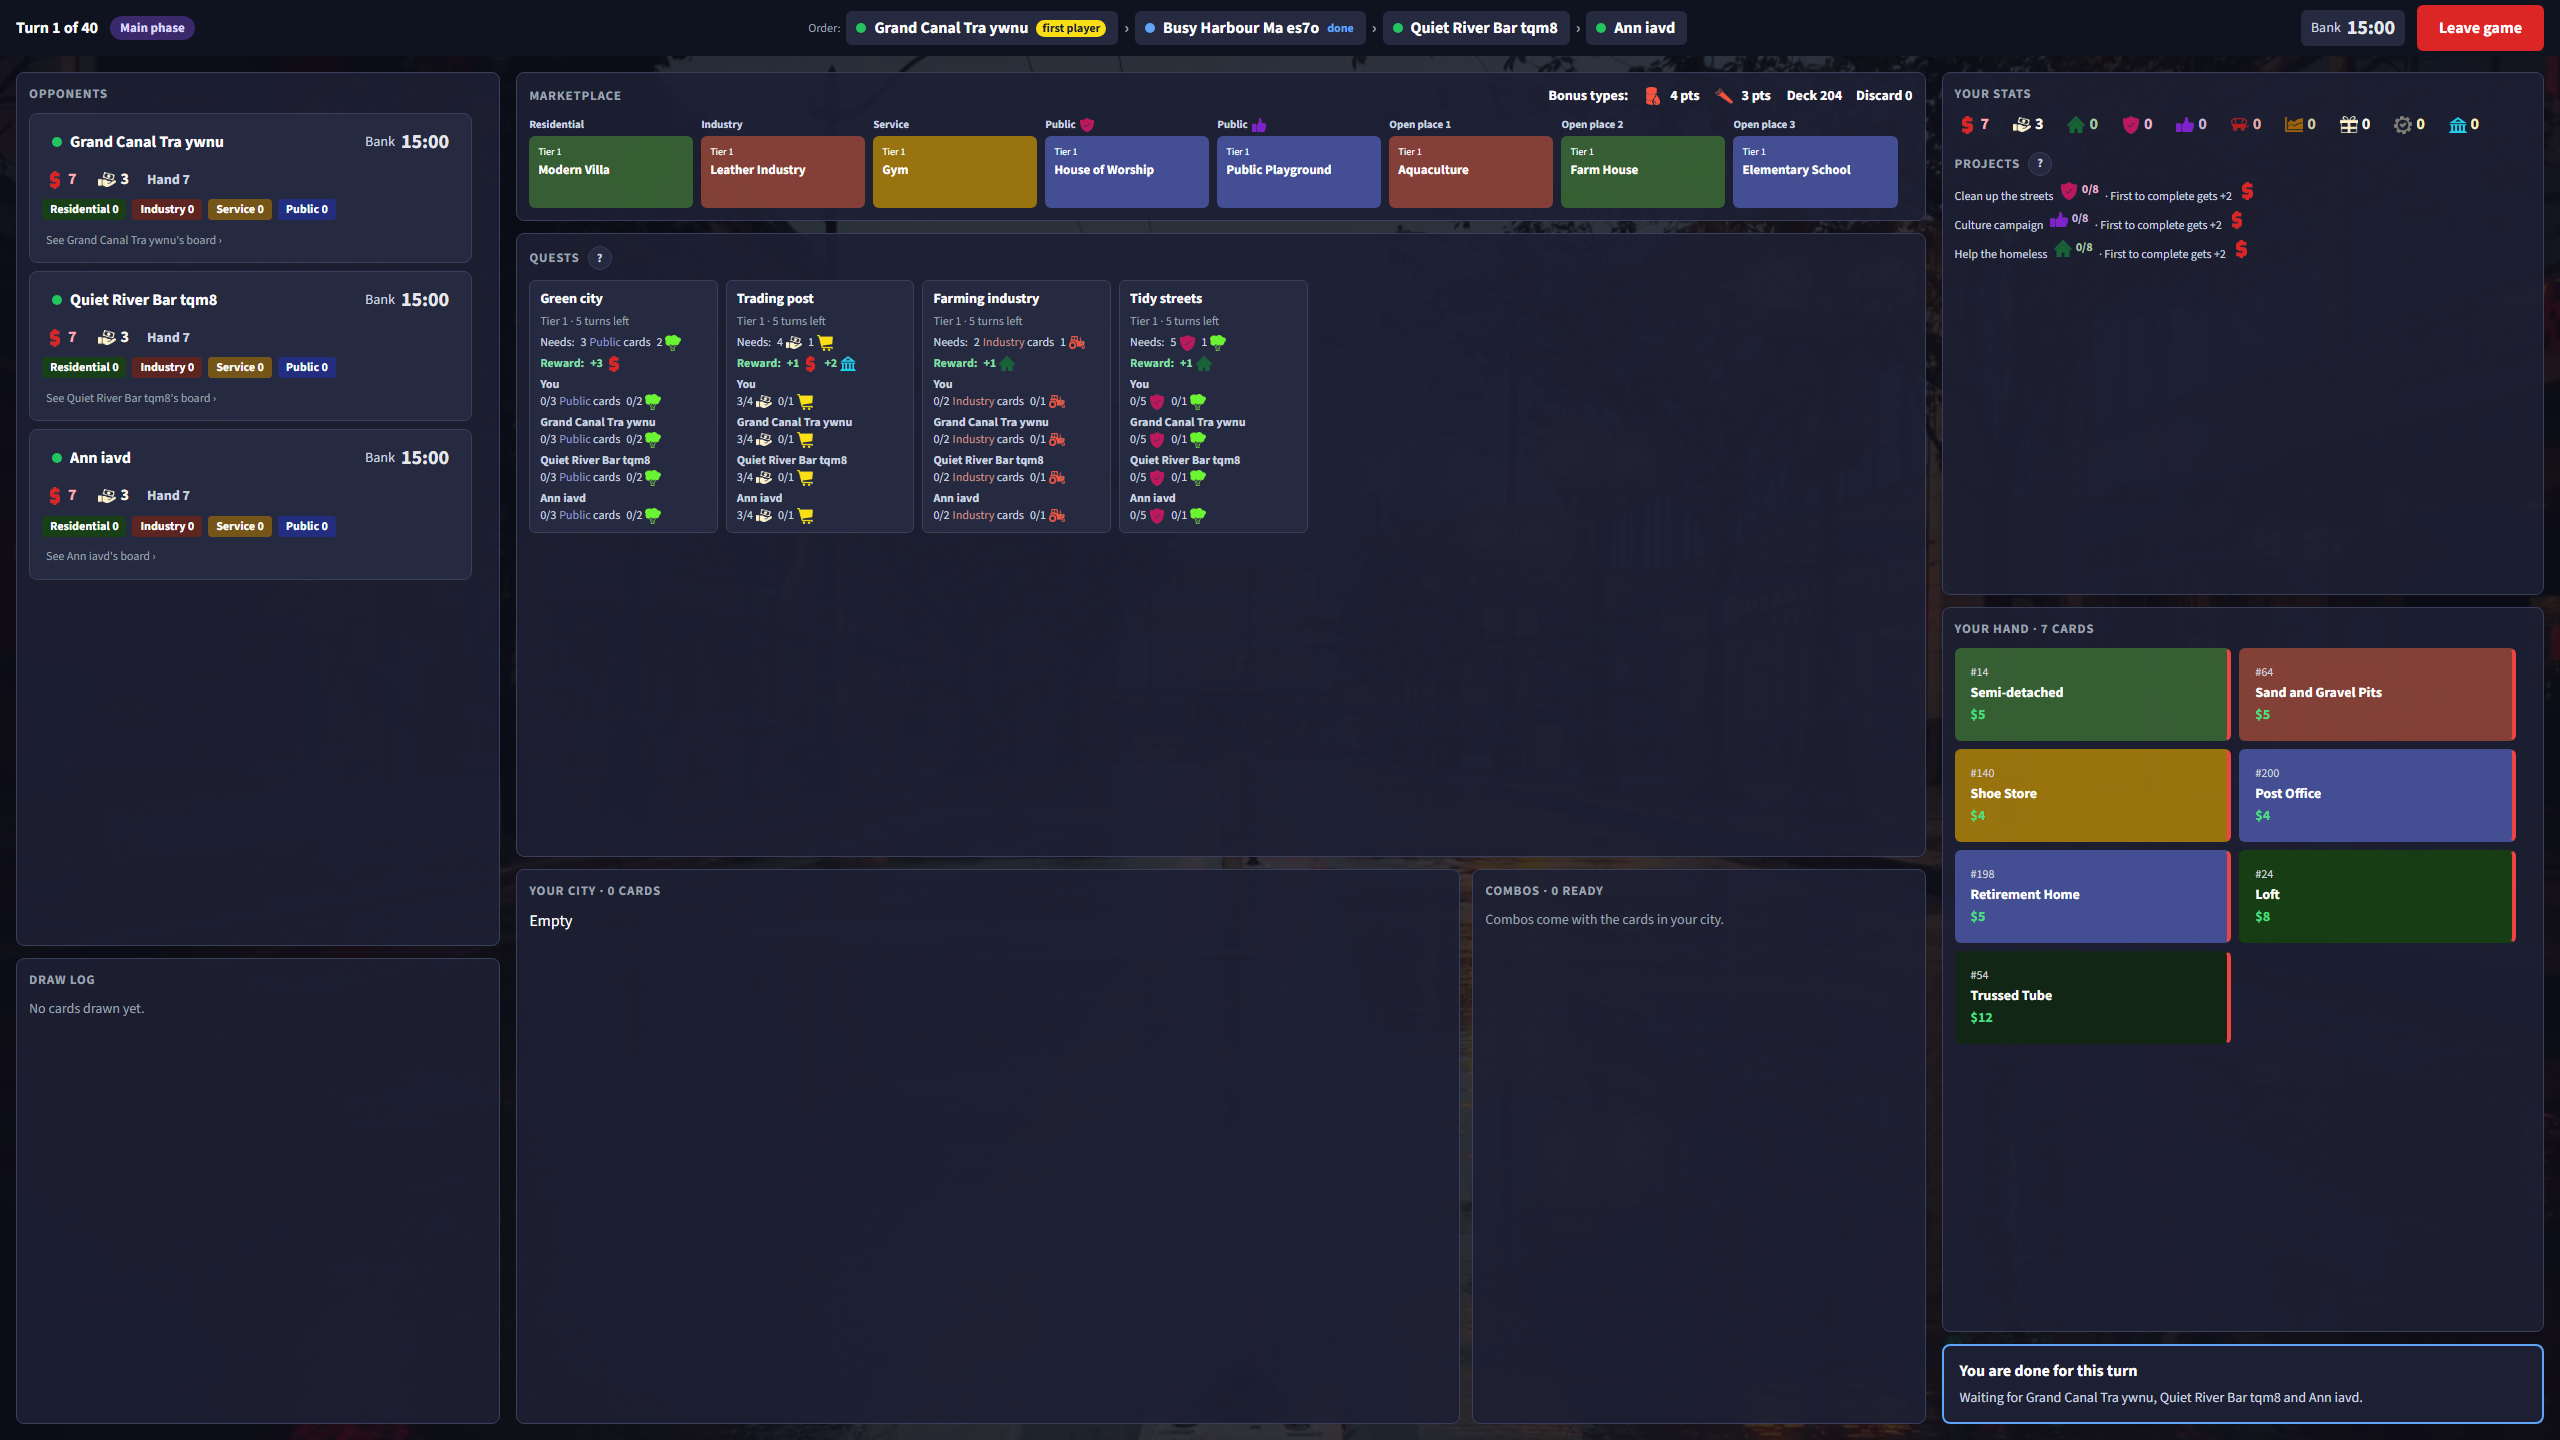 Turn 1 of 40 Main phase
Order: Grand Canal Tra ywnu first player › Busy Harbour Ma es7o done › Quiet River Bar tqm8 › Ann iavd
Bank 15:00 Leave game
OPPONENTS
Grand Canal Tra ywnu Bank 15:00
7 3 Hand 7
Residential 0 Industry 0 Service 0 Public 0
See Grand Canal Tra ywnu's board ›
Quiet River Bar tqm8 Bank 15:00
7 3 Hand 7
Residential 0 Industry 0 Service 0 Public 0
See Quiet River Bar tqm8's board ›
Ann iavd Bank 15:00
7 3 Hand 7
Residential 0 Industry 0 Service 0 Public 0
See Ann iavd's board ›
DRAW LOG
No cards drawn yet.
MARKETPLACE
Bonus types: 4 pts 3 pts Deck 204 Discard 0
Residential
Tier 1
Modern Villa
Industry
Tier 1
Leather Industry
Service
Tier 1
Gym
Public
Tier 1
House of Worship
Public
Tier 1
Public Playground
Open place 1
Tier 1
Aquaculture
Open place 2
Tier 1
Farm House
Open place 3
Tier 1
Elementary School
QUESTS ?
Green city
Tier 1 · 5 turns left
Needs: 3 Public cards 2
Reward: +3
You
0/3 Public cards 0/2
Grand Canal Tra ywnu
0/3 Public cards 0/2
Quiet River Bar tqm8
0/3 Public cards 0/2
Ann iavd
0/3 Public cards 0/2
Trading post
Tier 1 · 5 turns left
Needs: 4 1
Reward: +1 +2
You
3/4 0/1
Grand Canal Tra ywnu
3/4 0/1
Quiet River Bar tqm8
3/4 0/1
Ann iavd
3/4 0/1
Farming industry
Tier 1 · 5 turns left
Needs: 2 Industry cards 1
Reward: +1
You
0/2 Industry cards 0/1
Grand Canal Tra ywnu
0/2 Industry cards 0/1
Quiet River Bar tqm8
0/2 Industry cards 0/1
Ann iavd
0/2 Industry cards 0/1
Tidy streets
Tier 1 · 5 turns left
Needs: 5 1
Reward: +1
You
0/5 0/1
Grand Canal Tra ywnu
0/5 0/1
Quiet River Bar tqm8
0/5 0/1
Ann iavd
0/5 0/1
YOUR CITY · 0 CARDS
Empty
COMBOS · 0 READY
Combos come with the cards in your city.
YOUR STATS
7 3 0 0 0 0 0 0 0 0
PROJECTS ?
Clean up the streets 0/8 · First to complete gets +2
Culture campaign 0/8 · First to complete gets +2
Help the homeless 0/8 · First to complete gets +2
YOUR HAND · 7 CARDS
#14
Semi-detached
$5
#64
Sand and Gravel Pits
$5
#140
Shoe Store
$4
#200
Post Office
$4
#198
Retirement Home
$5
#24
Loft
$8
#54
Trussed Tube
$12
You are done for this turn
Waiting for Grand Canal Tra ywnu, Quiet River Bar tqm8 and Ann iavd.